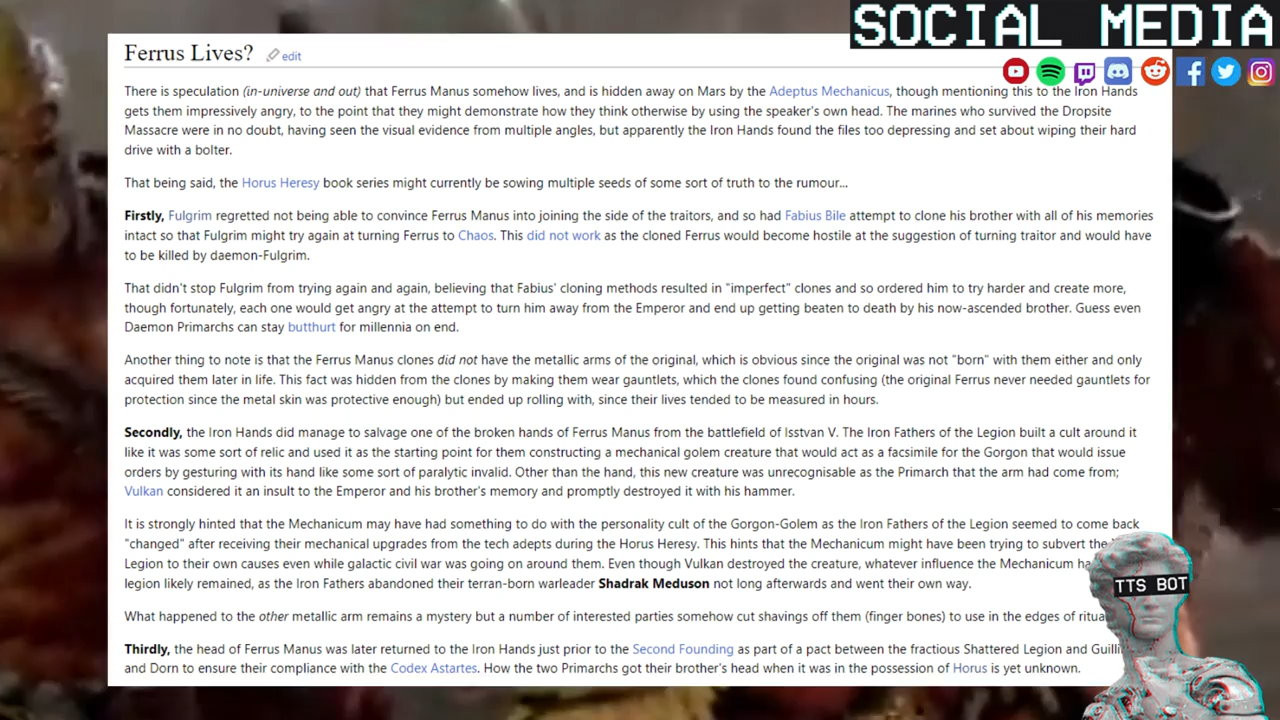 SOCIAL MEDIA
Ferrus Lives? edit
There is speculation (in-universe and out) that Ferrus Manus somehow lives, and is hidden away on Mars by the Adeptus Mechanicus, though mentioning this to the Iron Hands
gets them impressively angry, to the point that they might demonstrate how they think otherwise by using the speaker's own head. The marines who survived the Dropsite
Massacre were in no doubt, having seen the visual evidence from multiple angles, but apparently the Iron Hands found the files too depressing and set about wiping their hard
drive with a bolter.
That being said, the Horus Heresy book series might currently be sowing multiple seeds of some sort of truth to the rumour...
Firstly, Fulgrim regretted not being able to convince Ferrus Manus into joining the side of the traitors, and so had Fabius Bile attempt to clone his brother with all of his memories
intact so that Fulgrim might try again at turning Ferrus to Chaos. This did not work as the cloned Ferrus would become hostile at the suggestion of turning traitor and would have
to be killed by daemon-Fulgrim.
That didn't stop Fulgrim from trying again and again, believing that Fabius' cloning methods resulted in "imperfect" clones and so ordered him to try harder and create more,
though fortunately, each one would get angry at the attempt to turn him away from the Emperor and end up getting beaten to death by his now-ascended brother. Guess even
Daemon Primarchs can stay butthurt for millennia on end.
Another thing to note is that the Ferrus Manus clones did not have the metallic arms of the original, which is obvious since the original was not "born" with them either and only
acquired them later in life. This fact was hidden from the clones by making them wear gauntlets, which the clones found confusing (the original Ferrus never needed gauntlets for
protection since the metal skin was protective enough) but ended up rolling with, since their lives tended to be measured in hours.
Secondly, the Iron Hands did manage to salvage one of the broken hands of Ferrus Manus from the battlefield of Isstvan V. The Iron Fathers of the Legion built a cult around it
like it was some sort of relic and used it as the starting point for them constructing a mechanical golem creature that would act as a facsimile for the Gorgon that would issue
orders by gesturing with its hand like some sort of paralytic invalid. Other than the hand, this new creature was unrecognisable as the Primarch that the arm had come from;
Vulkan considered it an insult to the Emperor and his brother's memory and promptly destroyed it with his hammer.
It is strongly hinted that the Mechanicum may have had something to do with the personality cult of the Gorgon-Golem as the Iron Fathers of the Legion seemed to come back
"changed" after receiving their mechanical upgrades from the tech adepts during the Horus Heresy. This hints that the Mechanicum might have been trying to subvert the
Legion to their own causes even while galactic civil war was going on around them. Even though Vulkan destroyed the creature, whatever influence the Mechanicum
legion likely remained, as the Iron Fathers abandoned their terran-born warleader Shadrak Meduson not long afterwards and went their own way.
What happened to the other metallic arm remains a mystery but a number of interested parties somehow cut shavings off them (finger bones) to use in the edges of
Thirdly, the head of Ferrus Manus was later returned to the Iron Hands just prior to the Second Founding as part of a pact between the fractious Shattered Legion and
and Dorn to ensure their compliance with the Codex Astartes. How the two Primarchs got their brother's head when it was in the possession of Horus is yet unknown.
TTS BOT